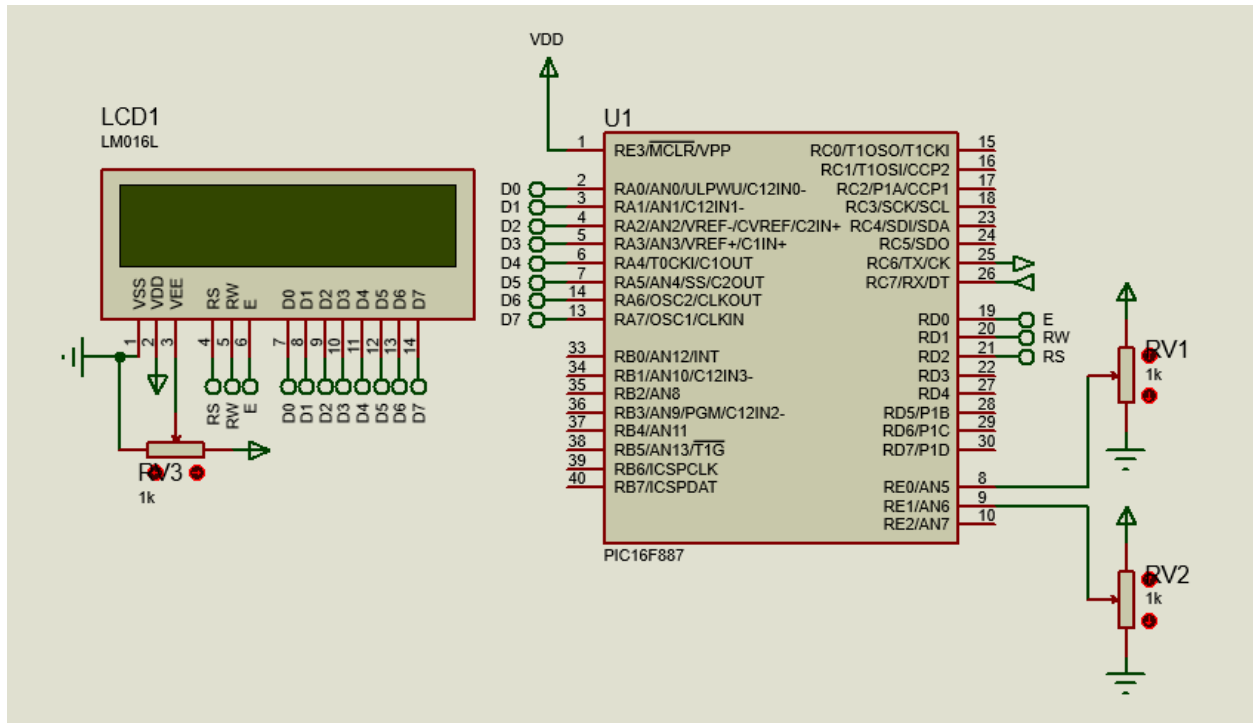 VDD
LCD1
LM016L
VSS
VDD
VEE
RS
RW
E
D0
D1
D2
D3
D4
D5
D6
D7
1
2
3
4
5
6
7
8
9
10
11
12
13
14
RS
RW
E
D0
D1
D2
D3
D4
D5
D6
D7
RV3
1k
U1
1 RE3/MCLR/VPP RC0/T1OSO/T1CKI 15
RC1/T1OSI/CCP2 16
D0 2 RA0/AN0/ULPWU/C12IN0- RC2/P1A/CCP1 17
D1 3 RA1/AN1/C12IN1- RC3/SCK/SCL 18
D2 4 RA2/AN2/VREF-/CVREF/C2IN+ RC4/SDI/SDA 23
D3 5 RA3/AN3/VREF+/C1IN+ RC5/SDO 24
D4 6 RA4/T0CKI/C1OUT RC6/TX/CK 25
D5 7 RA5/AN4/SS/C2OUT RC7/RX/DT 26
D6 14 RA6/OSC2/CLKOUT
D7 13 RA7/OSC1/CLKIN RD0 19 E
RD1 20 RW
33 RB0/AN12/INT RD2 21 RS
34 RB1/AN10/C12IN3- RD3 22
35 RB2/AN8 RD4 27
36 RB3/AN9/PGM/C12IN2- RD5/P1B 28
37 RB4/AN11 RD6/P1C 29
38 RB5/AN13/T1G RD7/P1D 30
39 RB6/ICSPCLK
40 RB7/ICSPDAT RE0/AN5 8
RE1/AN6 9
RE2/AN7 10
PIC16F887
RV1
1k
RV2
1k